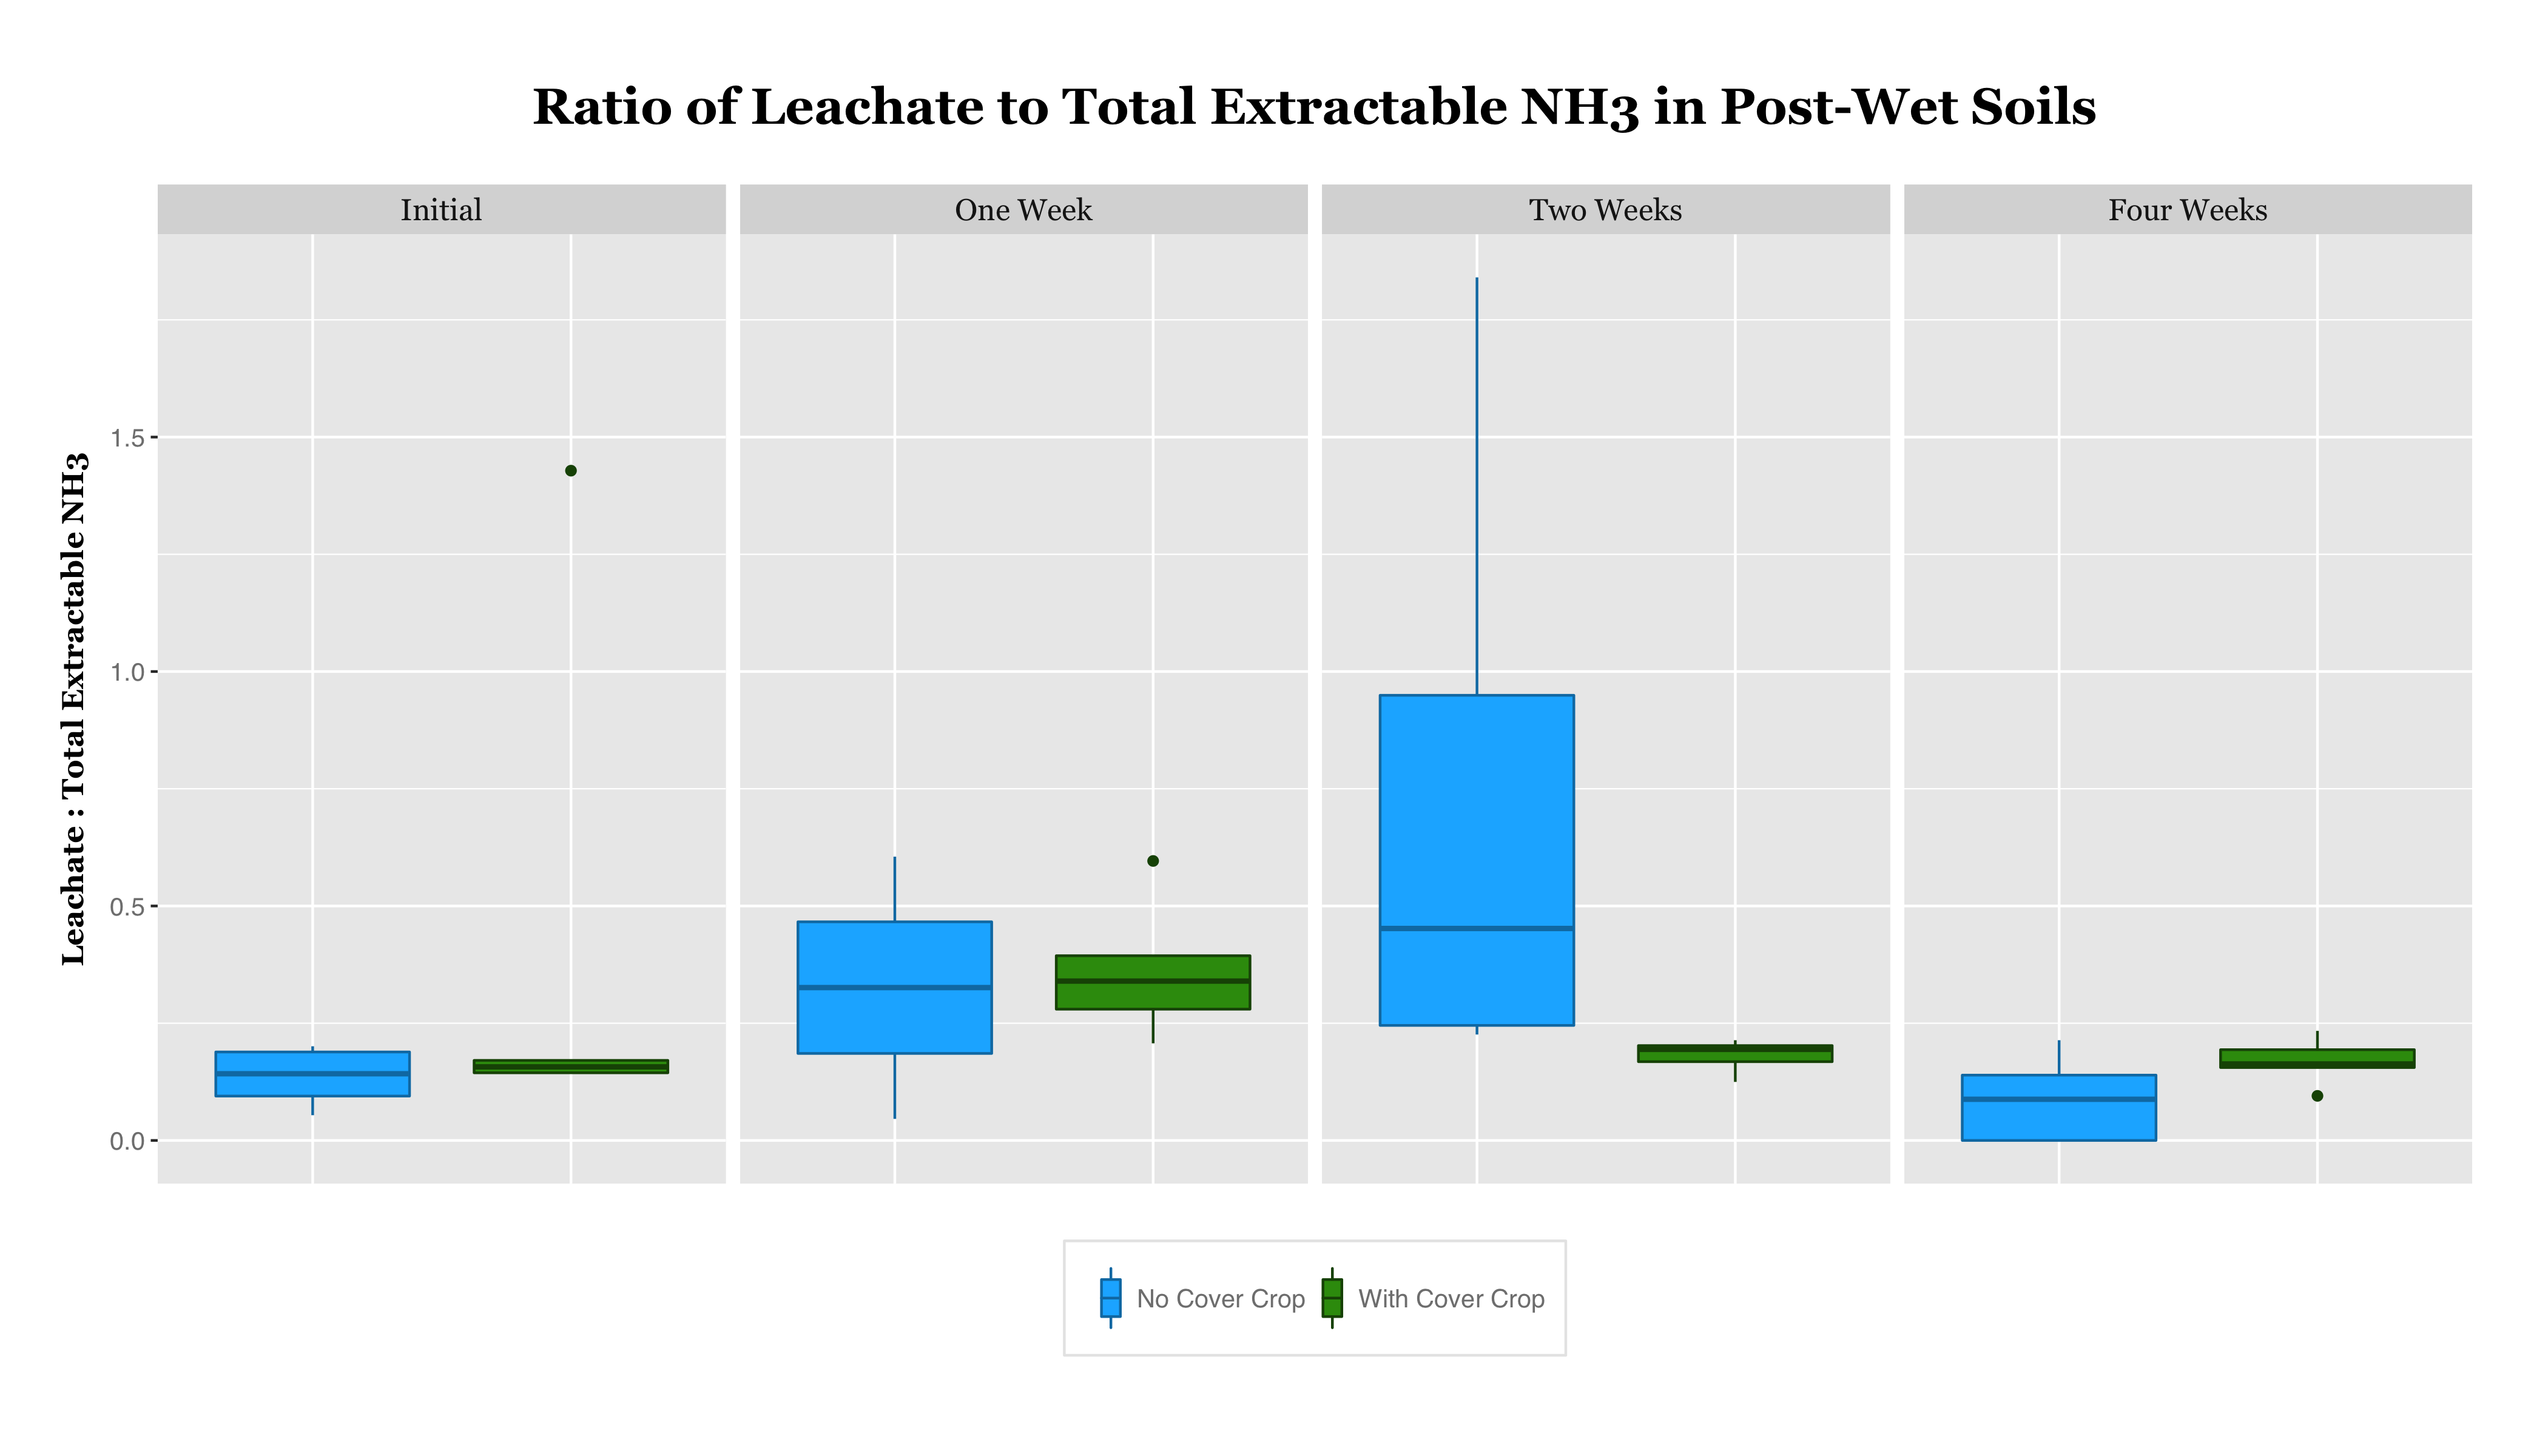 Ratio of Leachate to Total Extractable NH3 in Post-Wet Soils
Initial
One Week
Two Weeks
Four Weeks
Leachate : Total Extractable NH3
1.5
1.0
0.5
0.0
No Cover Crop
With Cover Crop